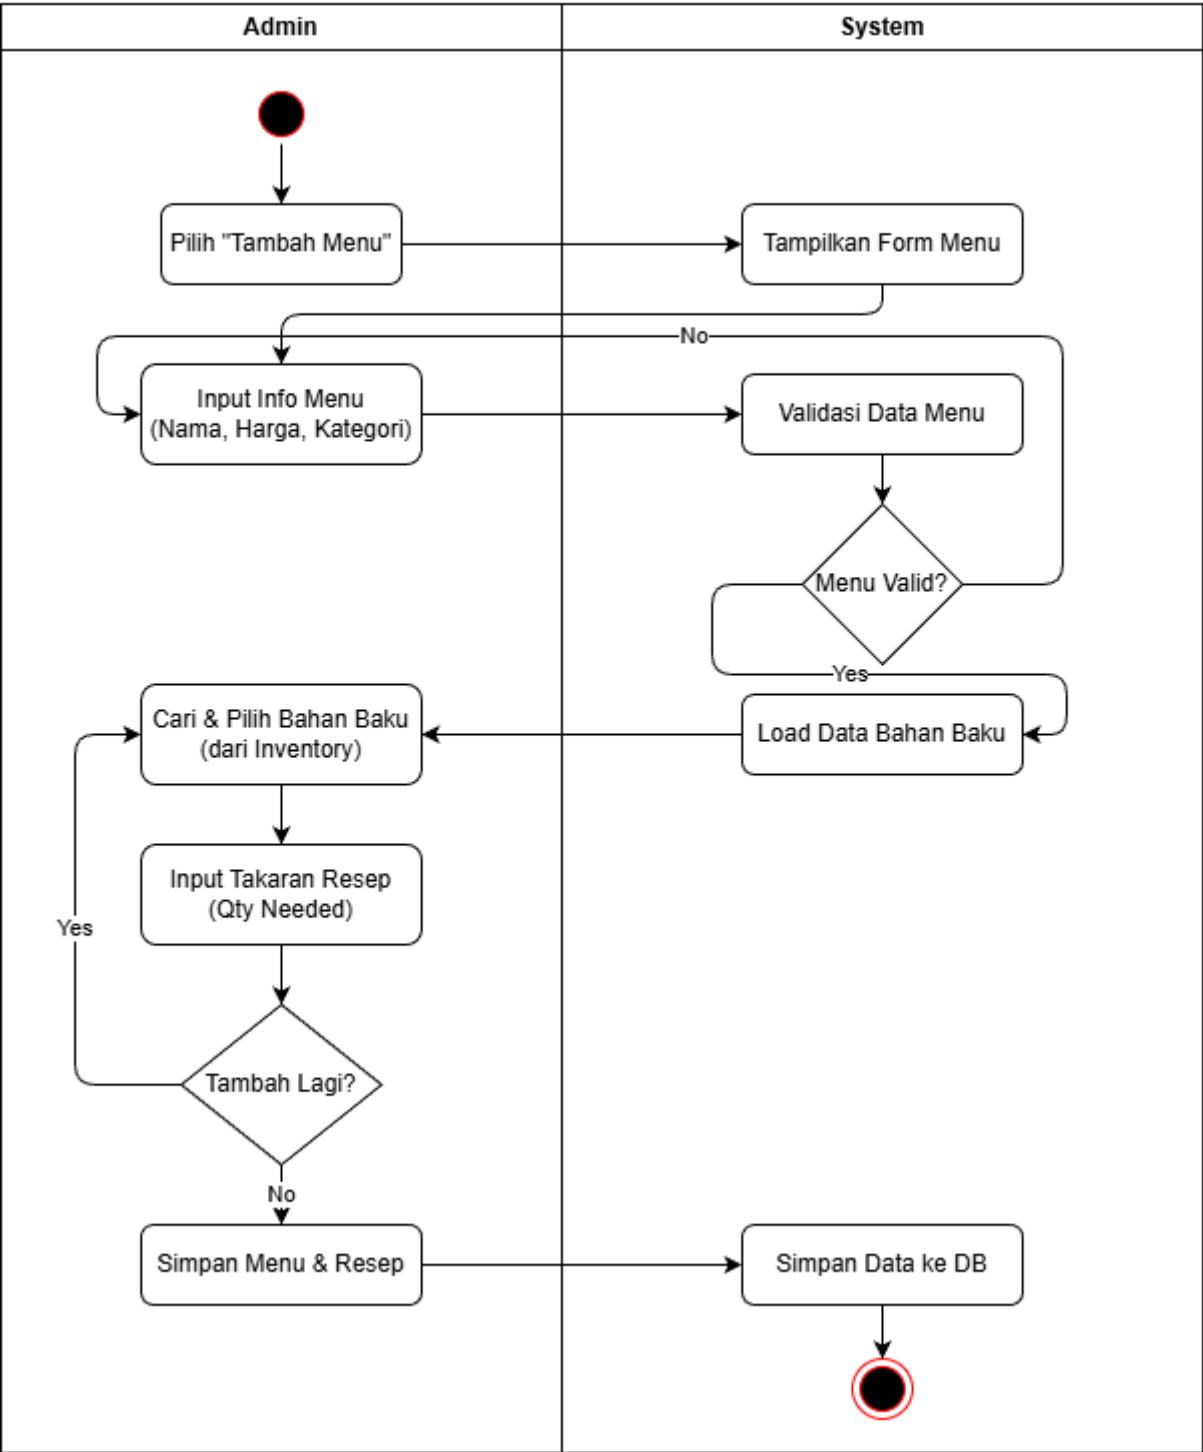 Admin
System
Pilih "Tambah Menu"
Tampilkan Form Menu
No
Input Info Menu
(Nama, Harga, Kategori)
Validasi Data Menu
Menu Valid?
Yes
Cari & Pilih Bahan Baku
(dari Inventory)
Load Data Bahan Baku
Input Takaran Resep
(Qty Needed)
Yes
Tambah Lagi?
No
Simpan Menu & Resep
Simpan Data ke DB